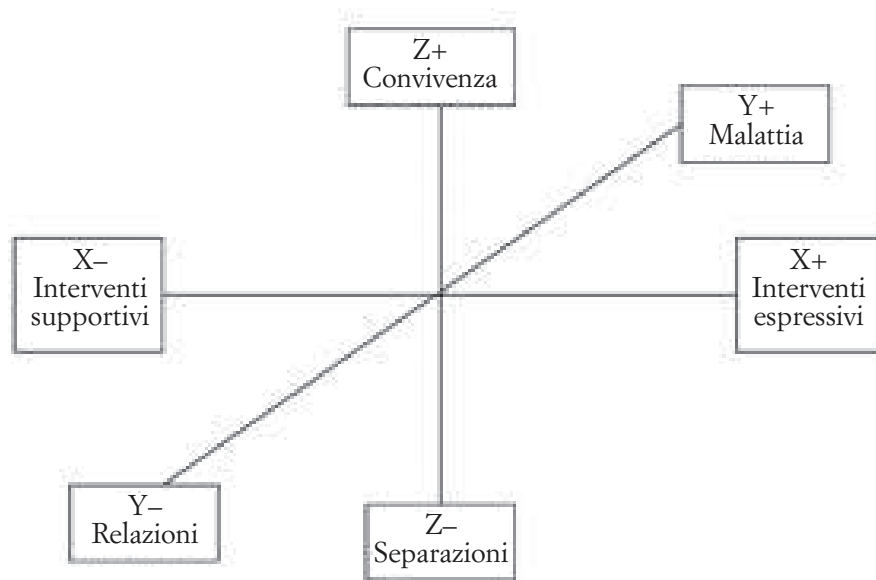 Z+
Convivenza
Y+
Malattia
X–
Interventi
supportivi
X+
Interventi
espressivi
Y–
Relazioni
Z–
Separazioni